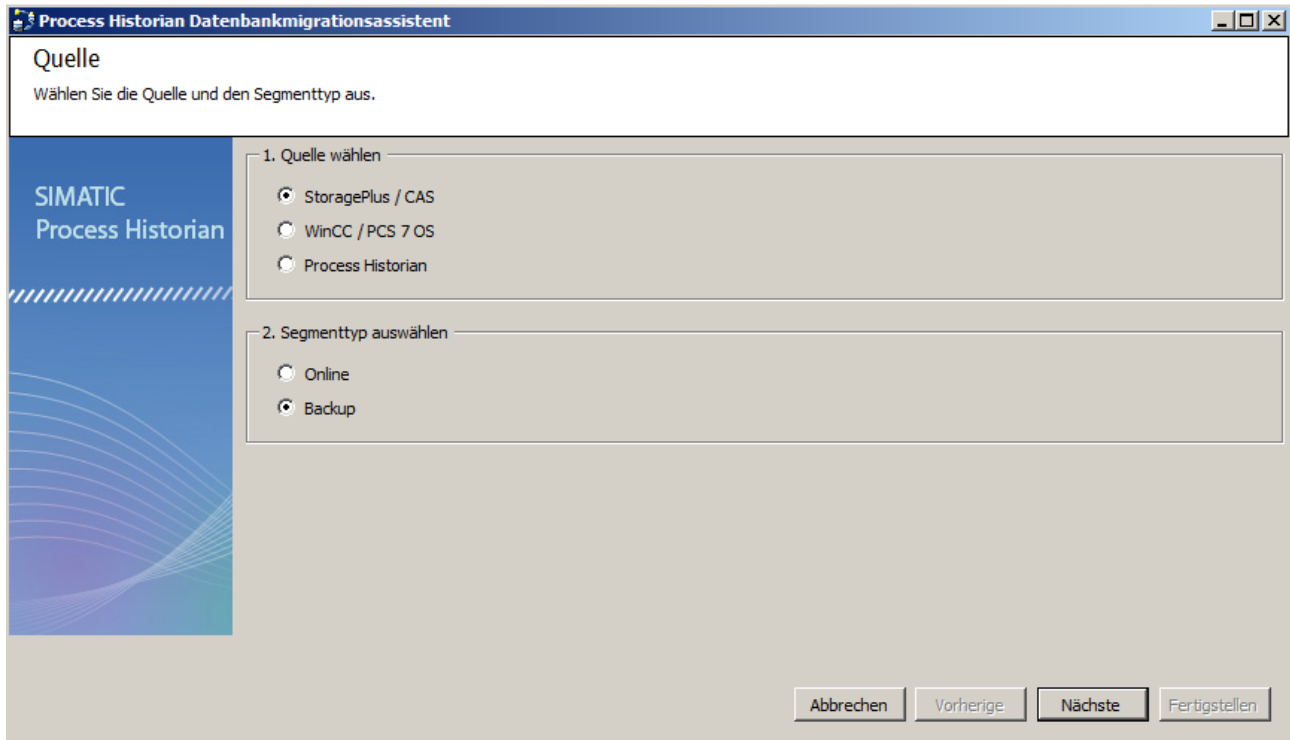 Process Historian Datenbankmigrationsassistent
Quelle
Wählen Sie die Quelle und den Segmenttyp aus.
SIMATIC
Process Historian
1. Quelle wählen
StoragePlus / CAS
WinCC / PCS 7 OS
Process Historian
2. Segmenttyp auswählen
Online
Backup
Abbrechen
Vorherige
Nächste
Fertigstellen